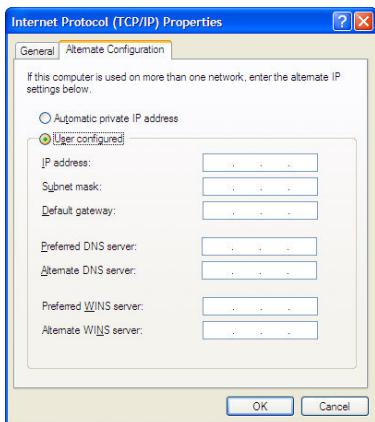 Internet Protocol (TCP/IP) Properties
General
Alternate Configuration
If this computer is used on more than one network, enter the alternate IP
settings below.
Automatic private IP address
User configured
IP address:
Subnet mask:
Default gateway:
Preferred DNS server:
Alternate DNS server:
Preferred WINS server:
Alternate WINS server:
OK
Cancel